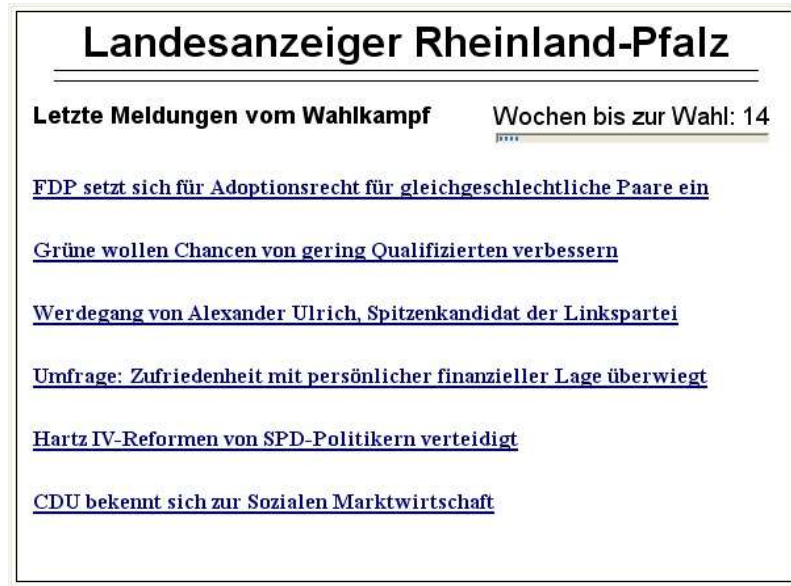 Landesanzeiger Rheinland-Pfalz
Letzte Meldungen vom Wahlkampf
Wochen bis zur Wahl: 14
FDP setzt sich für Adoptionsrecht für gleichgeschlechtliche Paare ein
Grüne wollen Chancen von gering Qualifizierten verbessern
Werdegang von Alexander Ulrich, Spitzenkandidat der Linkspartei
Umfrage: Zufriedenheit mit persönlicher finanzieller Lage überwiegt
Hartz IV-Reformen von SPD-Politikern verteidigt
CDU bekennt sich zur Sozialen Marktwirtschaft